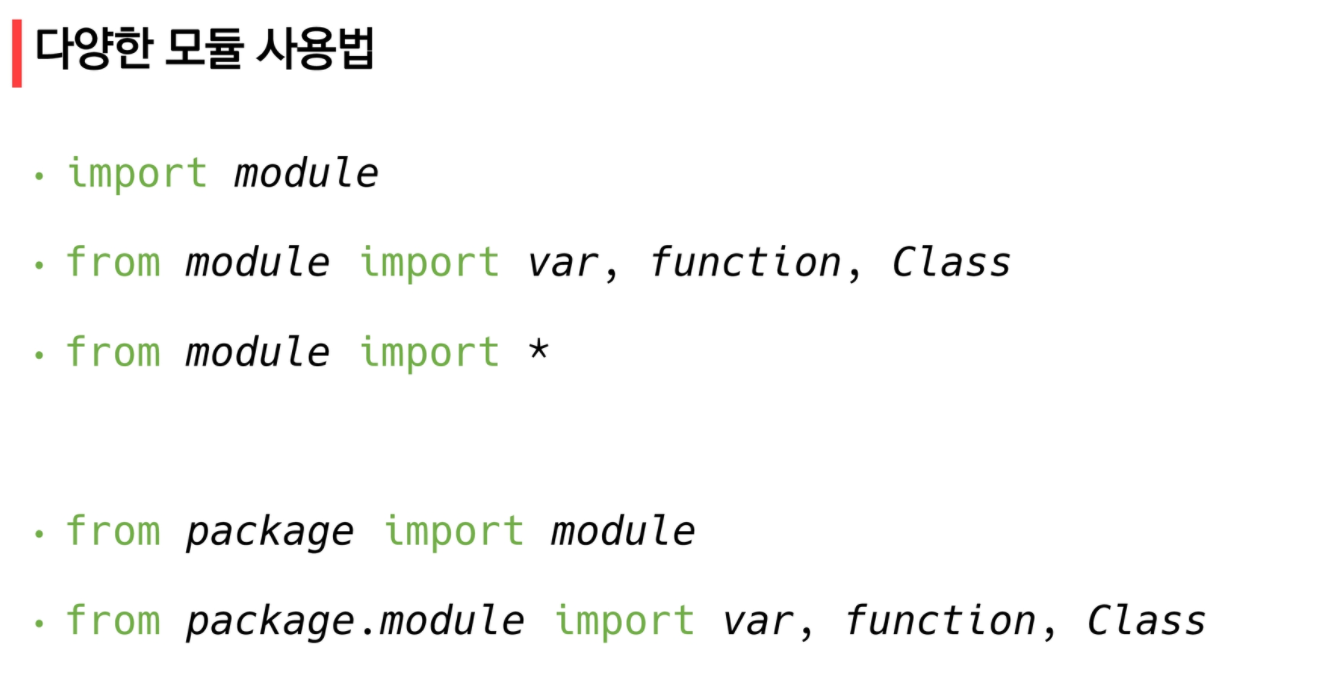 다양한 모듈 사용법
• import module
• from module import var, function, Class
• from module import *
• from package import module
• from package.module import var, function, Class